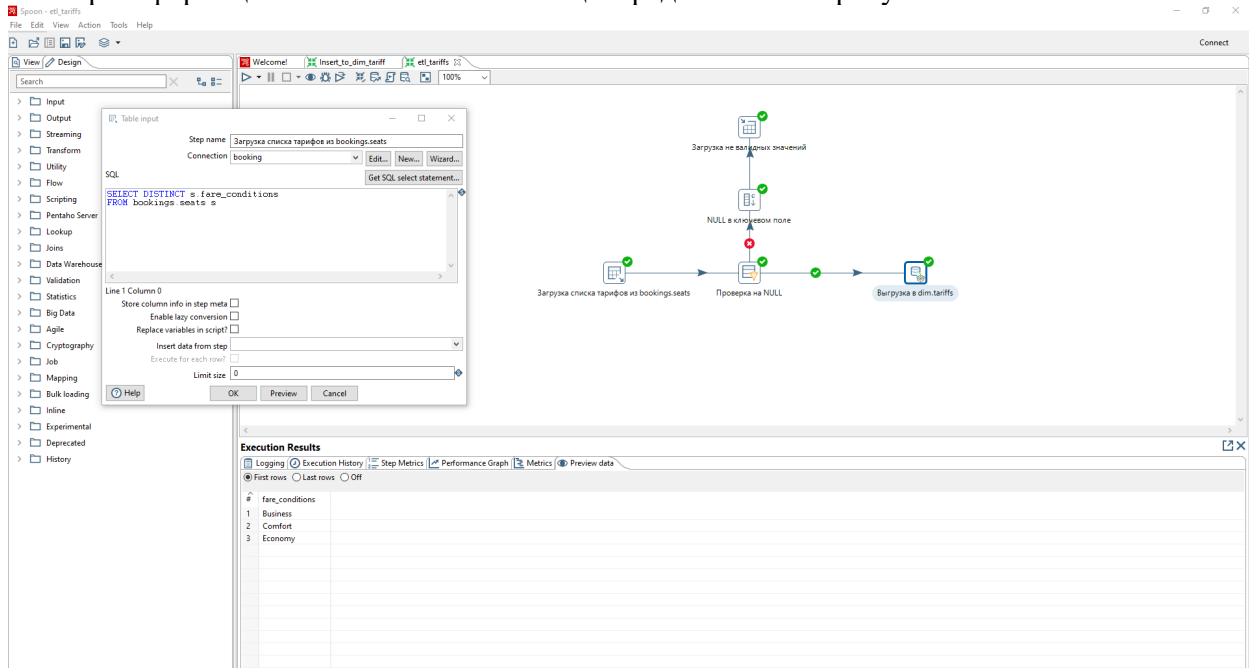 Spoon - etl_tariffs
File Edit View Action Tools Help
Connect
View Design
Search
Input
Output
Streaming
Transform
Utility
Flow
Scripting
Pentaho Server
Lookup
Joins
Data Warehouse
Validation
Statistics
Big Data
Agile
Cryptography
Job
Mapping
Bulk loading
Inline
Experimental
Deprecated
History
Welcome! Insert_to_dim_tariff etl_tariffs
100%
Table input
Step name Загрузка списка тарифов из bookings.seats
Connection booking Edit... New... Wizard...
SQL Get SQL select statement...
SELECT DISTINCT s.fare_conditions
FROM bookings.seats s
Line 1 Column 0
Store column info in step meta
Enable lazy conversion
Replace variables in script?
Insert data from step
Execute for each row?
Limit size 0
Help OK Preview Cancel
Загрузка не валидных значений
NULL в ключевом поле
Загрузка списка тарифов из bookings.seats Проверка на NULL Выгрузка в dim.tariffs
Execution Results
Logging Execution History Step Metrics Performance Graph Metrics Preview data
First rows Last rows Off
# fare_conditions
1 Business
2 Comfort
3 Economy